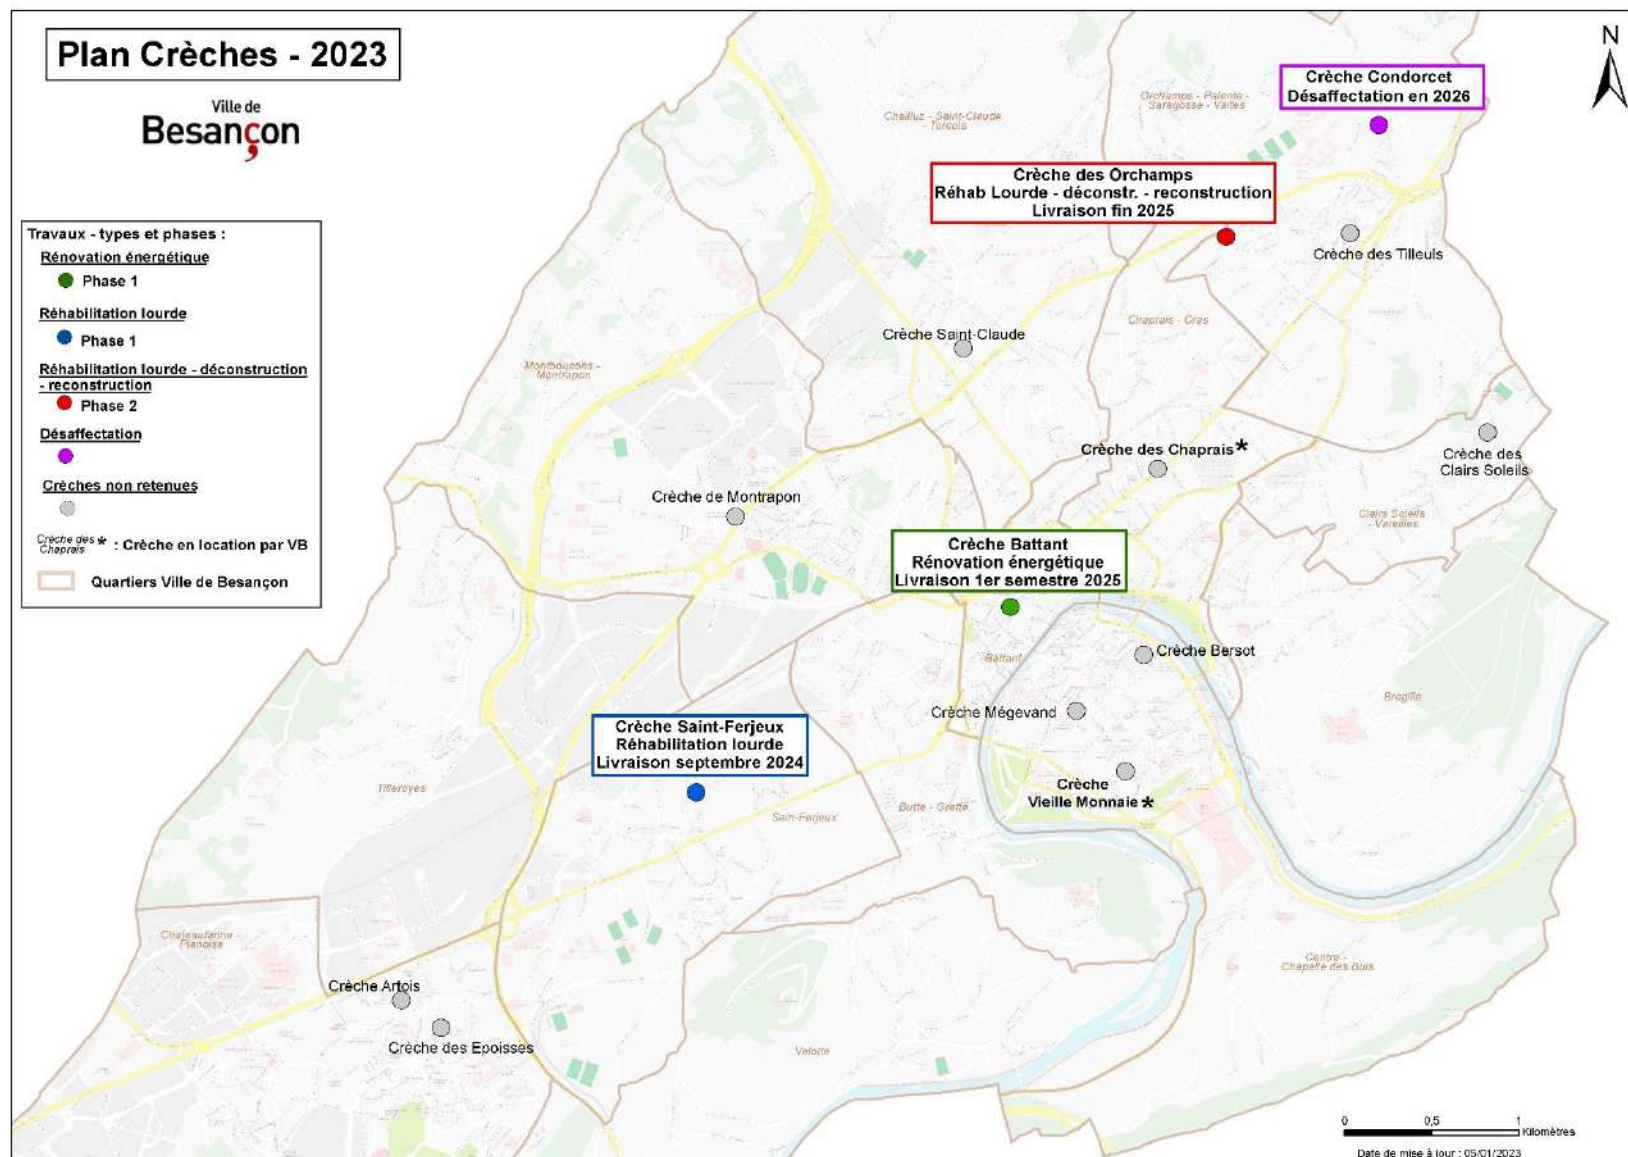 Plan Crèches - 2023
Ville de
Besançon
N
Crèche Condorcet
Désaffectation en 2026
Orchamps - Palente -
Saragosse - Vaites
Chailluz - Saint-Claude
- Torcols
Crèche des Orchamps
Réhab Lourde - déconstr. - reconstruction
Livraison fin 2025
Crèche des Tilleuls
Travaux - types et phases :
Rénovation énergétique
Phase 1
Réhabilitation lourde
Phase 1
Réhabilitation lourde - déconstruction
- reconstruction
Phase 2
Désaffectation
Crèches non retenues
Crèche des
Chaprais * : Crèche en location par VB
Quartiers Ville de Besançon
Chaprais - Cras
Crèche Saint-Claude
Montboucons -
Montrapon
Crèche des Chaprais *
Crèche des
Clairs Soleils
Crèche de Montrapon
Clairs Soleils
- Vareilles
Crèche Battant
Rénovation énergétique
Livraison 1er semestre 2025
Battant
Crèche Bersot
Bregille
Crèche Mégevand
Crèche Saint-Ferjeux
Réhabilitation lourde
Livraison septembre 2024
Crèche
Vieille Monnaie *
Tilleroyes
Sain-Ferjeux
Butte - Grette
Chateaufarine -
Planoise
Centre -
Chapelle des Buis
Crèche Artois
Crèche des Epoisses
Velotte
0 0,5 1
Kilomètres
Date de mise à jour : 05/01/2023